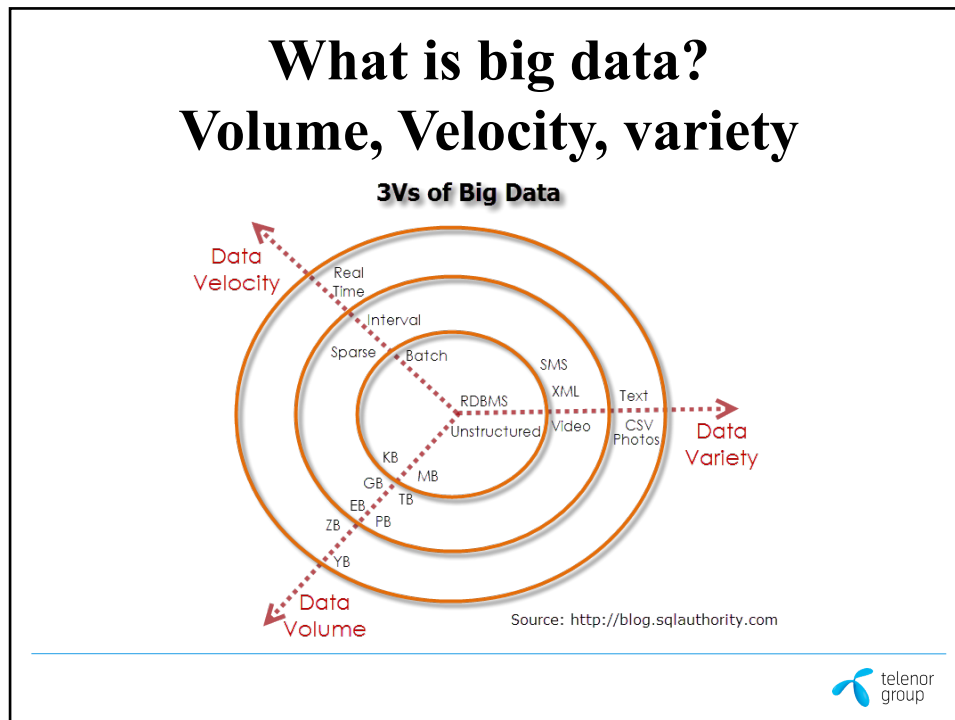 What is big data?
Volume, Velocity, variety
3Vs of Big Data
Data
Velocity
Real
Time
Interval
Sparse
Batch
SMS
XML
Text
RDBMS
Unstructured
Video
CSV
Photos
Data
Variety
KB
MB
GB
TB
EB
PB
ZB
YB
Data
Volume
Source: http://blog.sqlauthority.com
telenor
group